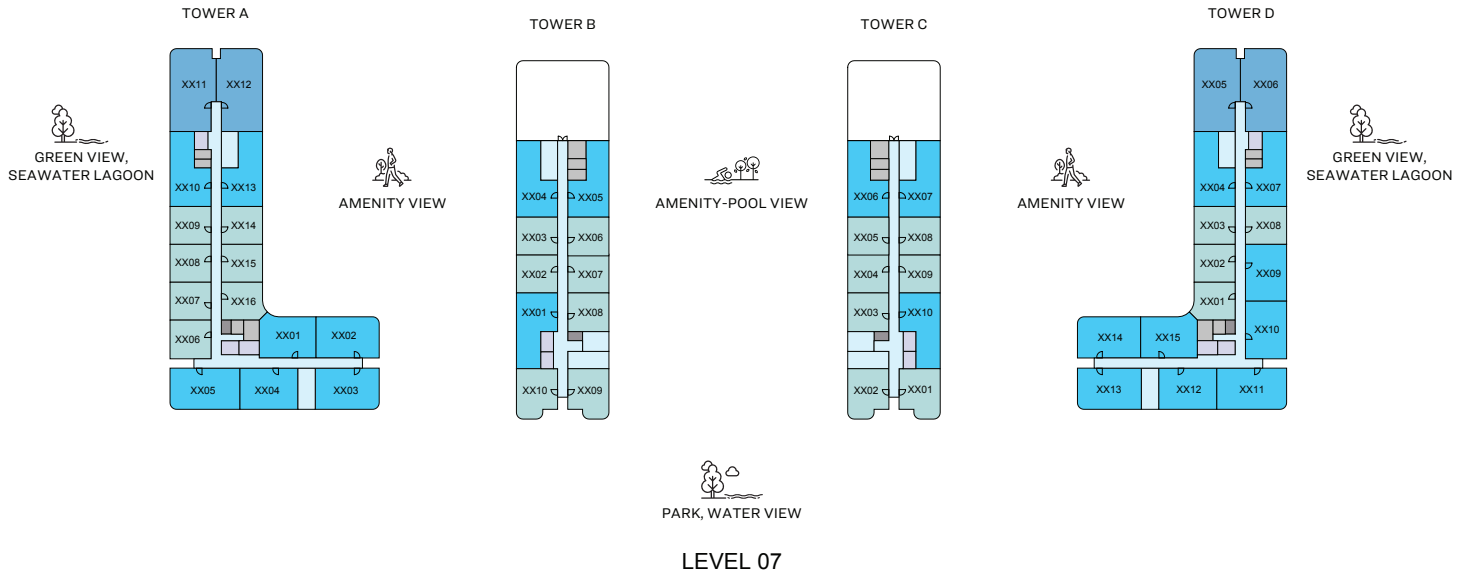 TOWER A
TOWER B
TOWER C
TOWER D
XX11
XX12
GREEN VIEW,
SEAWATER LAGOON
XX10
XX13
XX09
XX14
XX08
XX15
XX07
XX16
XX06
XX01
XX02
XX05
XX04
XX03
AMENITY VIEW
XX04
XX05
XX03
XX06
XX02
XX07
XX01
XX08
XX10
XX09
AMENITY-POOL VIEW
XX06
XX07
XX05
XX08
XX04
XX09
XX03
XX10
XX02
XX01
AMENITY VIEW
XX05
XX06
XX04
XX07
XX03
XX08
XX02
XX09
XX01
XX10
XX14
XX15
XX13
XX12
XX11
GREEN VIEW,
SEAWATER LAGOON
PARK, WATER VIEW
LEVEL 07